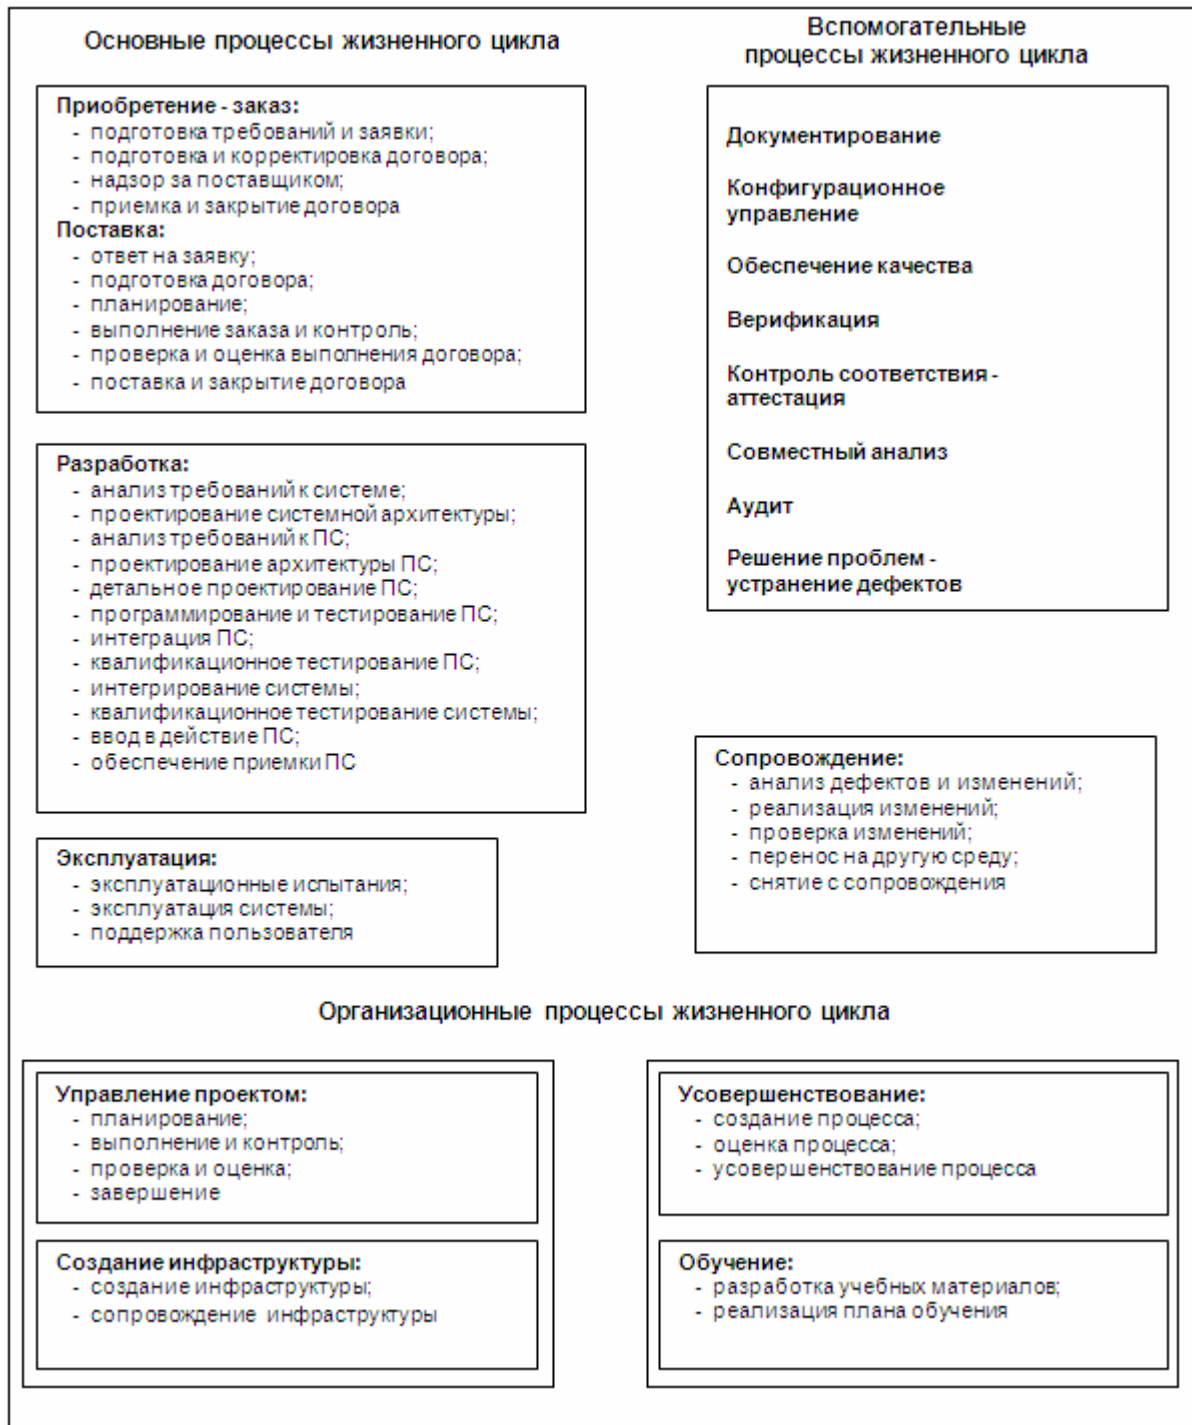 Основные процессы жизненного цикла
Вспомогательные
процессы жизненного цикла
Приобретение - заказ:
- подготовка требований и заявки;
- подготовка и корректировка договора;
- надзор за поставщиком;
- приемка и закрытие договора
Поставка:
- ответ на заявку;
- подготовка договора;
- планирование;
- выполнение заказа и контроль;
- проверка и оценка выполнения договора;
- поставка и закрытие договора
Документирование
Конфигурационное
управление
Обеспечение качества
Верификация
Контроль соответствия -
аттестация
Совместный анализ
Аудит
Решение проблем -
устранение дефектов
Разработка:
- анализ требований к системе;
- проектирование системной архитектуры;
- анализ требований к ПС;
- проектирование архитектуры ПС;
- детальное проектирование ПС;
- программирование и тестирование ПС;
- интеграция ПС;
- квалификационное тестирование ПС;
- интегрирование системы;
- квалификационное тестирование системы;
- ввод в действие ПС;
- обеспечение приемки ПС
Сопровождение:
- анализ дефектов и изменений;
- реализация изменений;
- проверка изменений;
- перенос на другую среду;
- снятие с сопровождения
Эксплуатация:
- эксплуатационные испытания;
- эксплуатация системы;
- поддержка пользователя
Организационные процессы жизненного цикла
Управление проектом:
- планирование;
- выполнение и контроль;
- проверка и оценка;
- завершение
Усовершенствование:
- создание процесса;
- оценка процесса;
- усовершенствование процесса
Создание инфраструктуры:
- создание инфраструктуры;
- сопровождение инфраструктуры
Обучение:
- разработка учебных материалов;
- реализация плана обучения